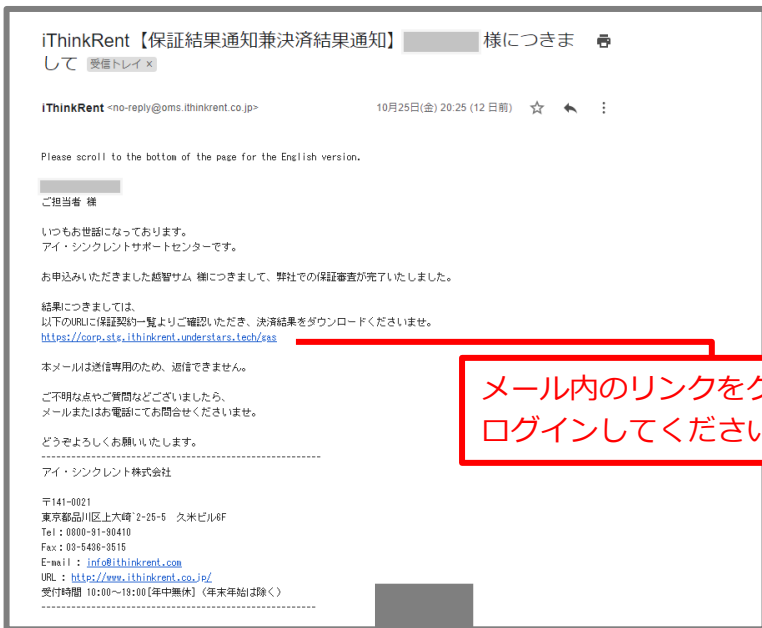 iThinkRent【保証結果通知兼決済結果通知】 様につきま
して 受信トレイ ×
iThinkRent <no-reply@oms.ithinkrent.co.jp> 10月25日(金) 20:25 (12 日前)
Please scroll to the bottom of the page for the English version.
ご担当者 様
いつもお世話になっております。
アイ・シンクレントサポートセンターです。
お申込みいただきました越智サム 様につきまして、弊社での保証審査が完了いたしました。
結果につきましては、
以下のURLに保証契約一覧よりご確認いただき、決済結果をダウンロードくださいませ。
https://corp.stg.ithinkrent.understars.tech/gas
本メールは送信専用のため、返信できません。
メール内のリンクをク
ログインしてくださ
ご不明な点やご質問などございましたら、
メールまたはお電話にてお問合せくださいませ。
どうぞよろしくお願いいたします。
--------------------------------------------------------
アイ・シンクレント株式会社
〒141-0021
東京都品川区上大崎`2-25-5 久米ビル6F
Tel：0800-91-90410
Fax：03-5436-3515
E-mail : info@ithinkrent.com
URL : http://www.ithinkrent.co.jp/
受付時間 10:00～19:00[年中無休]（年末年始は除く）
--------------------------------------------------------